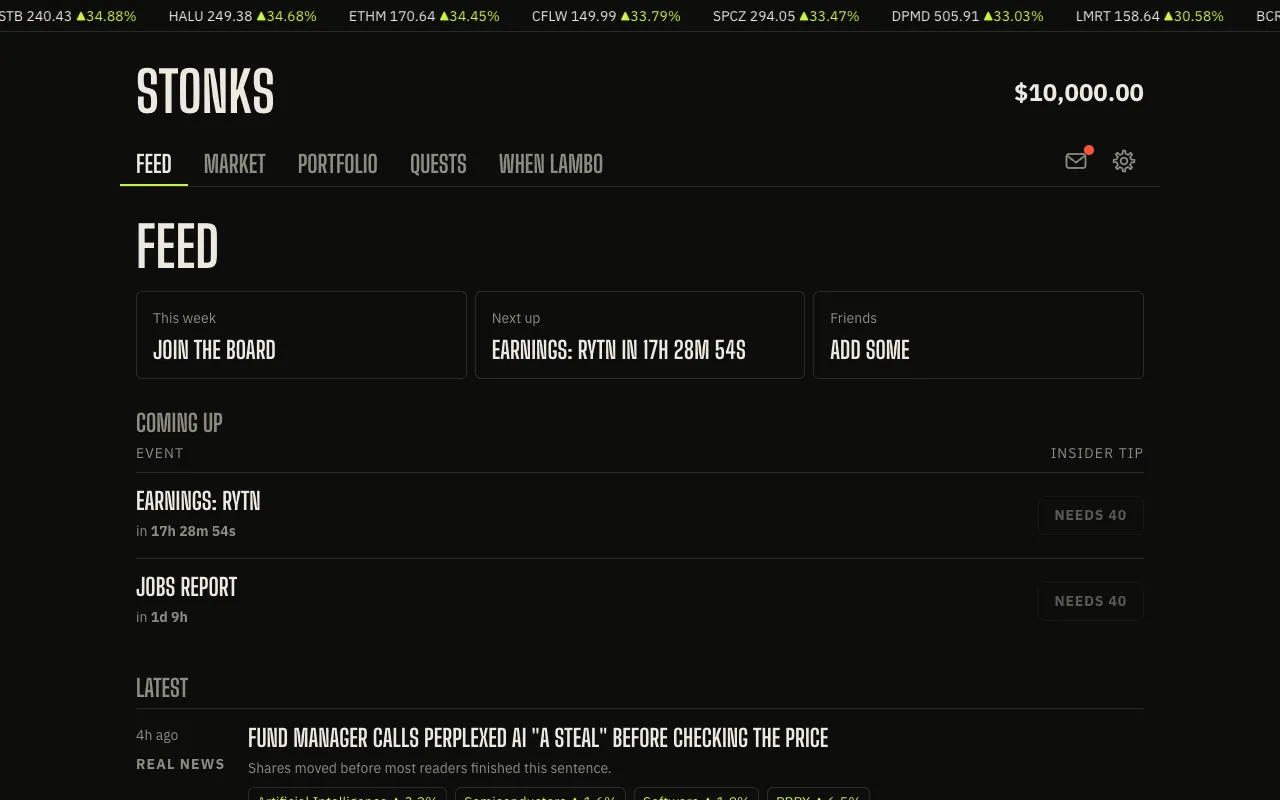 STB 240.43 ▲34.88% HALU 249.38 ▲34.68% ETHM 170.64 ▲34.45% CFLW 149.99 ▲33.79% SPCZ 294.05 ▲33.47% DPMD 505.91 ▲33.03% LMRT 158.64 ▲30.58% BCR
STONKS
$10,000.00
FEED MARKET PORTFOLIO QUESTS WHEN LAMBO
FEED
This week
JOIN THE BOARD
Next up
EARNINGS: RYTN IN 17H 28M 54S
Friends
ADD SOME
COMING UP
EVENT INSIDER TIP
EARNINGS: RYTN
in 17h 28m 54s
NEEDS 40
JOBS REPORT
in 1d 9h
NEEDS 40
LATEST
4h ago
REAL NEWS
FUND MANAGER CALLS PERPLEXED AI "A STEAL" BEFORE CHECKING THE PRICE
Shares moved before most readers finished this sentence.
Artificial Intelligence Semiconductors Software